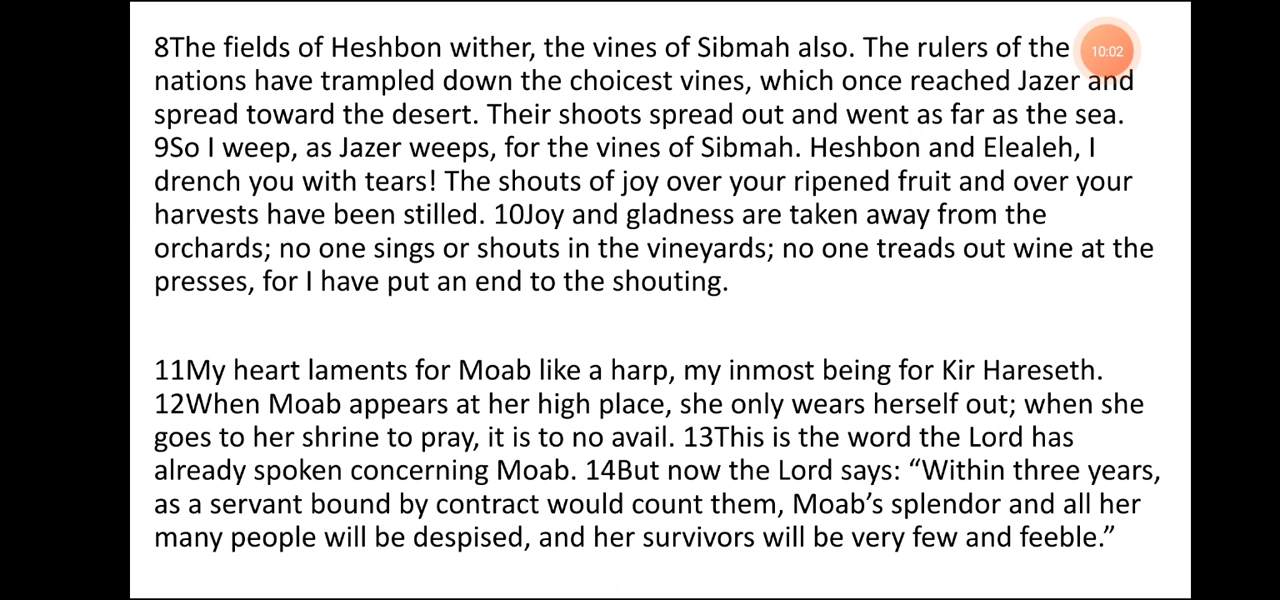 8The fields of Heshbon wither, the vines of Sibmah also. The rulers of the
10:02
nations have trampled down the choicest vines, which once reached Jazer and
spread toward the desert. Their shoots spread out and went as far as the sea.
9So I weep, as Jazer weeps, for the vines of Sibmah. Heshbon and Elealeh, I
drench you with tears! The shouts of joy over your ripened fruit and over your
harvests have been stilled. 10Joy and gladness are taken away from the
orchards; no one sings or shouts in the vineyards; no one treads out wine at the
presses, for I have put an end to the shouting.
11My heart laments for Moab like a harp, my inmost being for Kir Hareseth.
12When Moab appears at her high place, she only wears herself out; when she
goes to her shrine to pray, it is to no avail. 13This is the word the Lord has
already spoken concerning Moab. 14But now the Lord says: “Within three years,
as a servant bound by contract would count them, Moab’s splendor and all her
many people will be despised, and her survivors will be very few and feeble.”